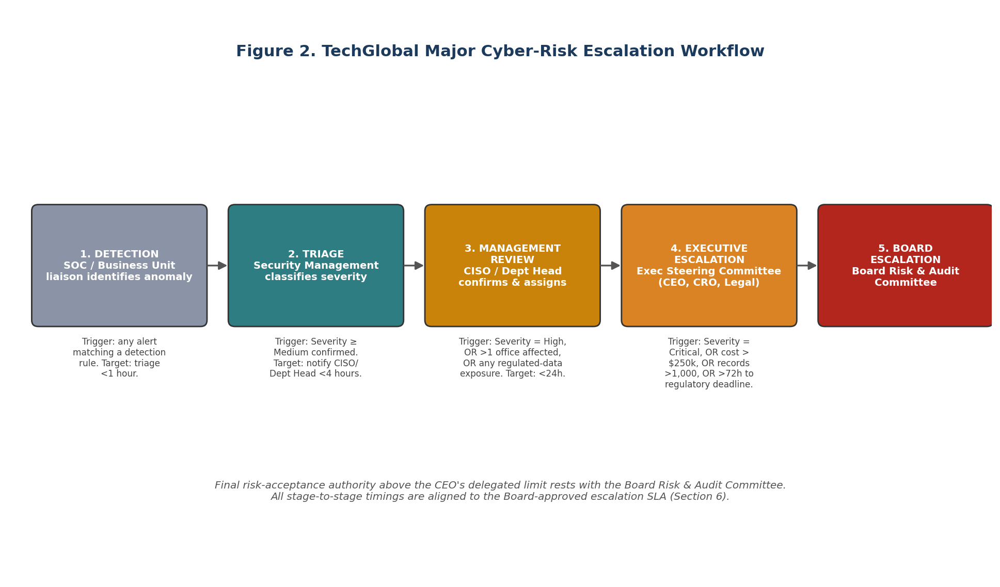 Figure 2. TechGlobal Major Cyber-Risk Escalation Workflow
1. DETECTION
SOC / Business Unit
liaison identifies anomaly
2. TRIAGE
Security Management
classifies severity
3. MANAGEMENT
REVIEW
CISO / Dept Head
confirms & assigns
4. EXECUTIVE
ESCALATION
Exec Steering Committee
(CEO, CRO, Legal)
5. BOARD
ESCALATION
Board Risk & Audit
Committee
Trigger: any alert
matching a detection
rule. Target: triage
<1 hour.
Trigger: Severity ≥
Medium confirmed.
Target: notify CISO/
Dept Head <4 hours.
Trigger: Severity = High,
OR >1 office affected,
OR any regulated-data
exposure. Target: <24h.
Trigger: Severity =
Critical, OR cost >
$250k, OR records
>1,000, OR >72h to
regulatory deadline.
Final risk-acceptance authority above the CEO's delegated limit rests with the Board Risk & Audit Committee.
All stage-to-stage timings are aligned to the Board-approved escalation SLA (Section 6).